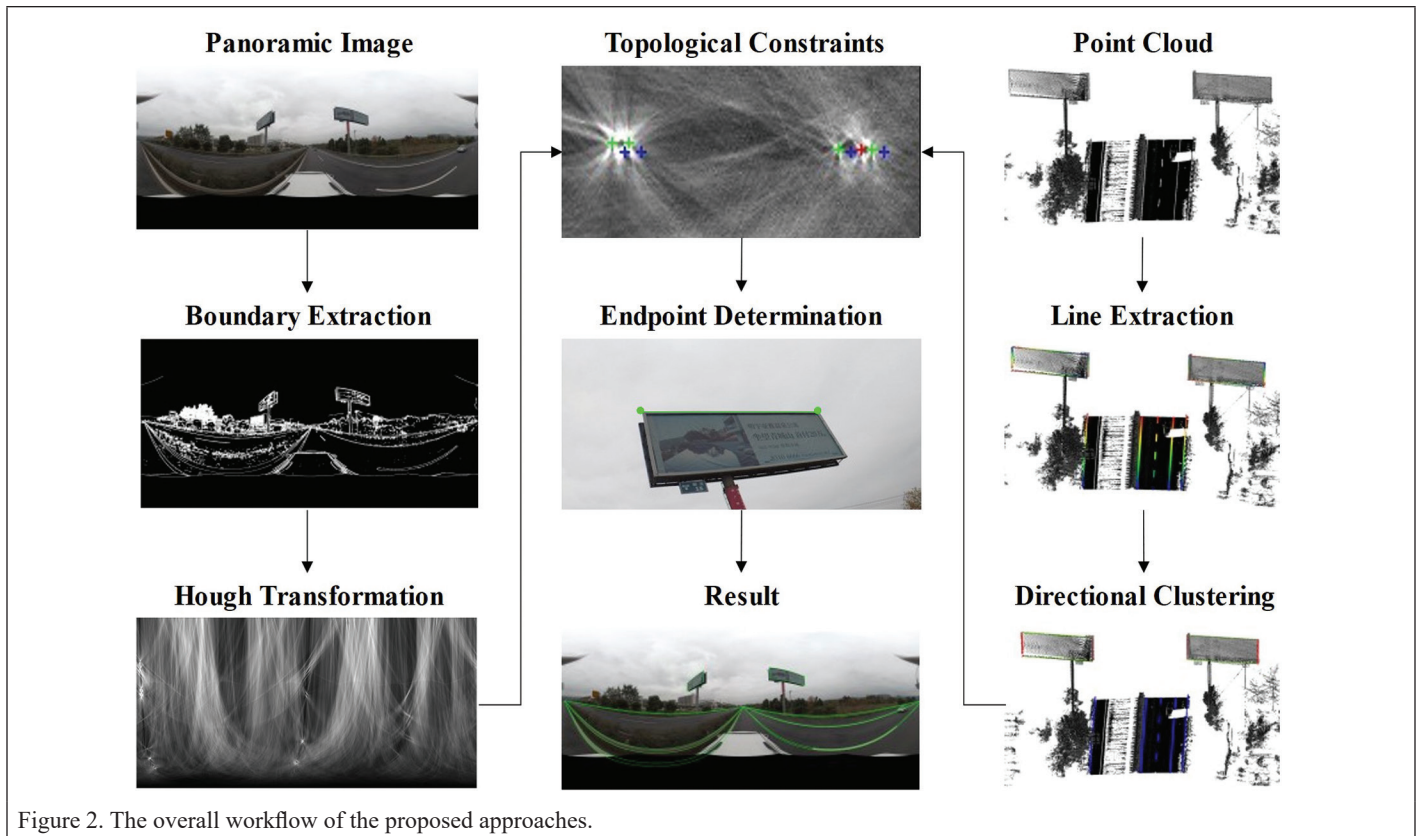 Panoramic Image
Topological Constraints
Point Cloud
Boundary Extraction
Endpoint Determination
Line Extraction
Hough Transformation
Result
Directional Clustering
Figure 2. The overall workflow of the proposed approaches.